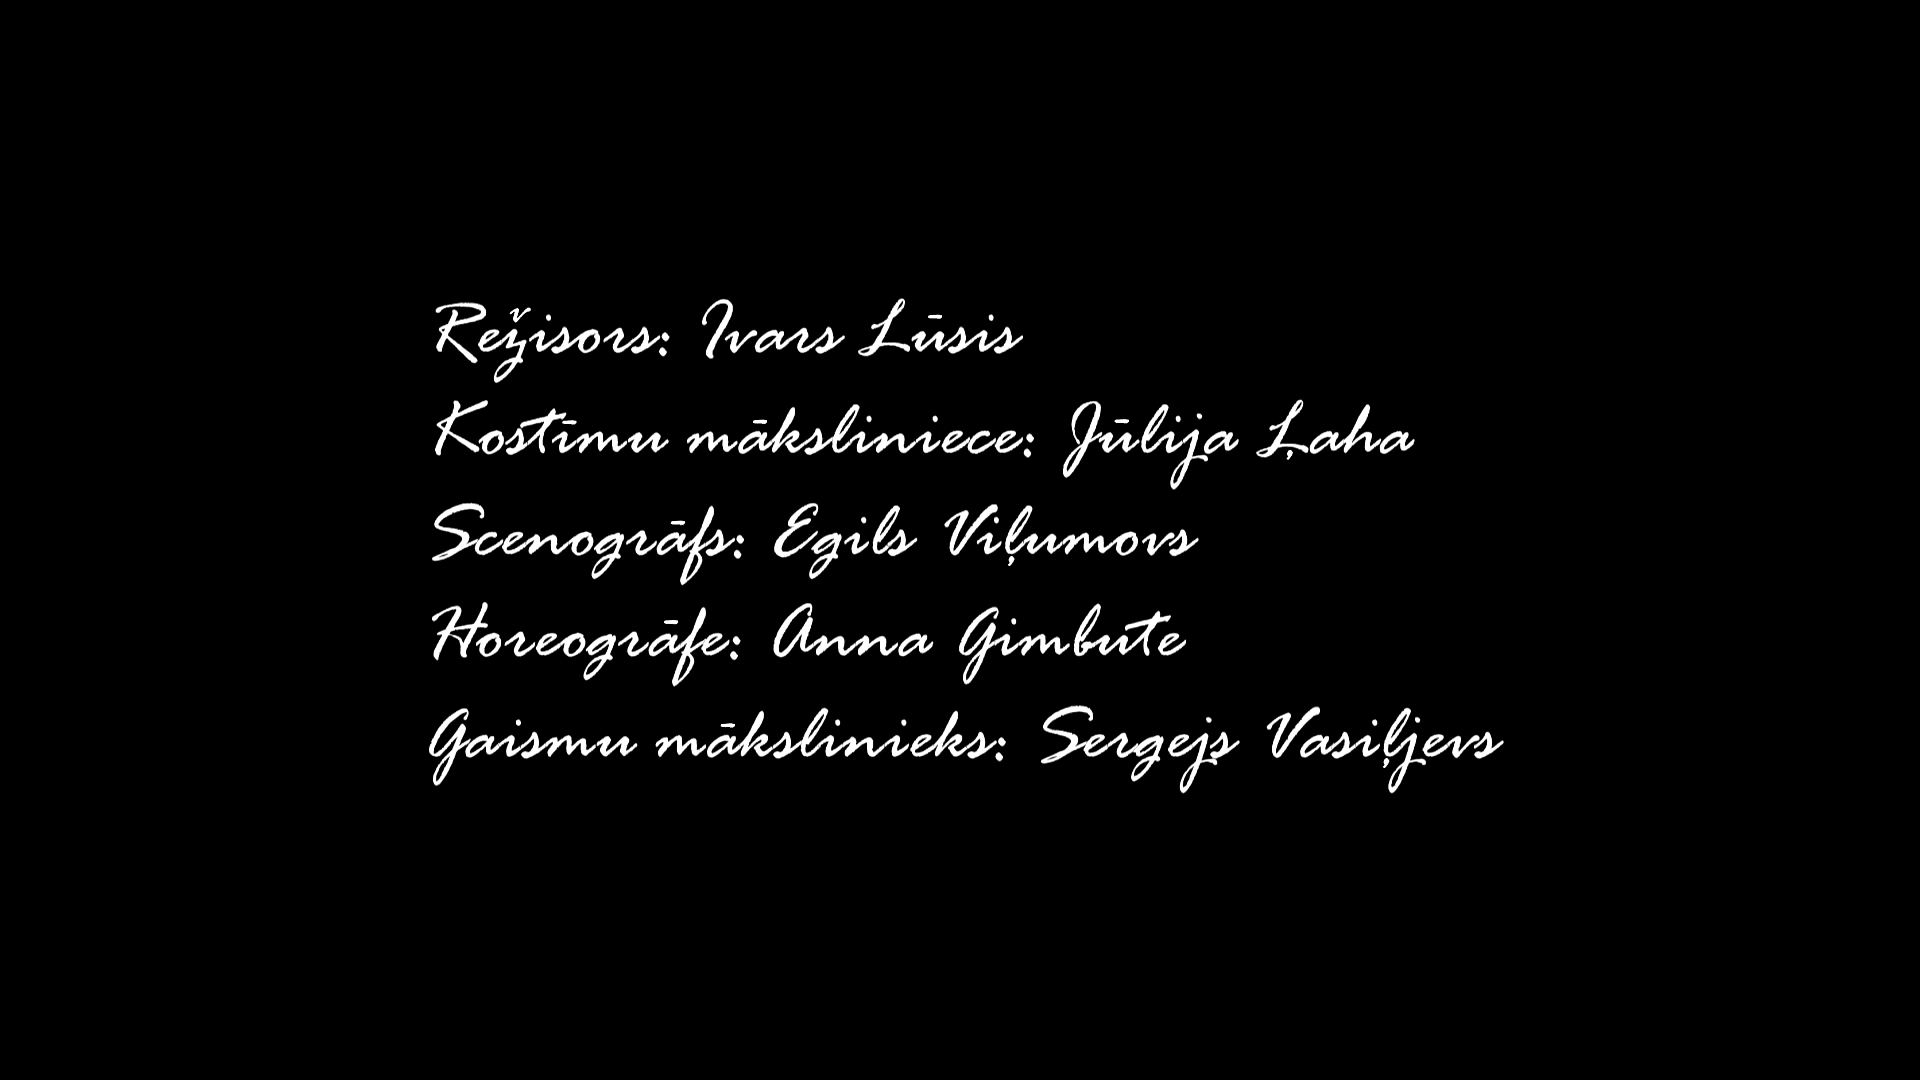 Režisors: Ivars Lūsis
Kostīmu māksliniece: Jūlija Ļaha
Scenogrāfs: Egils Viļumovs
Horeogrāfe: Anna Gimbute
Gaismu mākslinieks: Sergejs Vasiļjevs